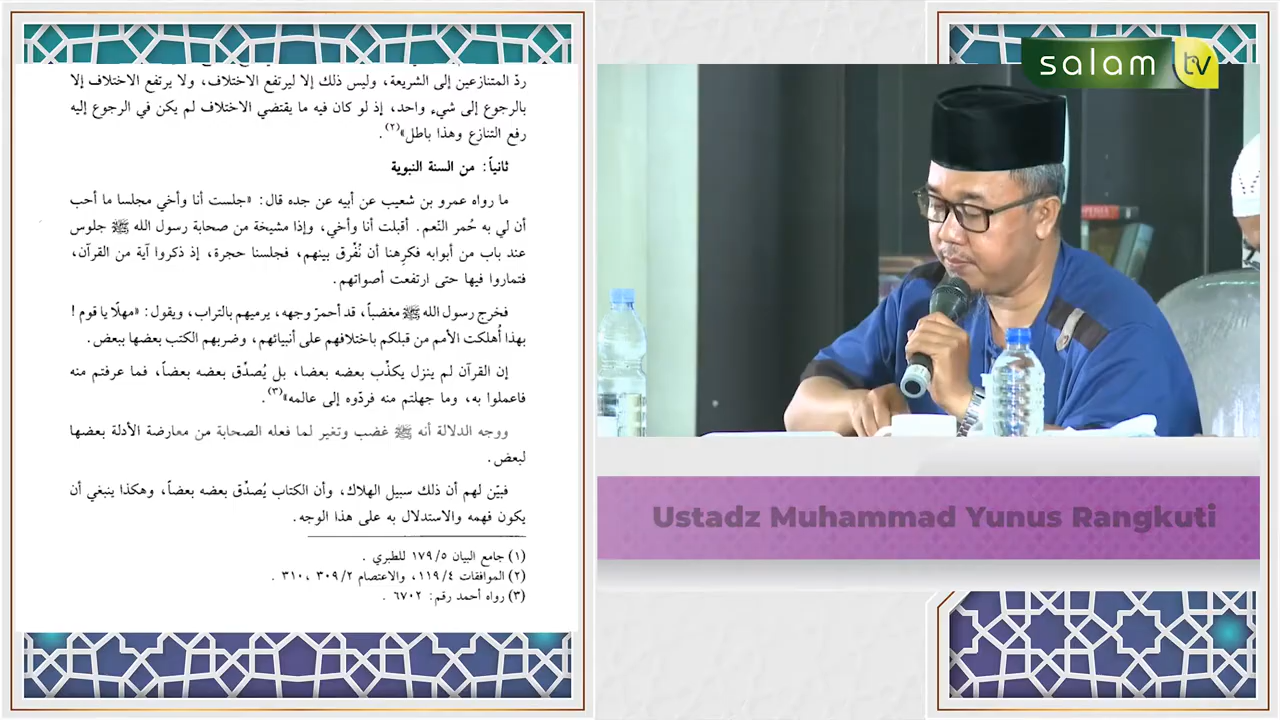 ردّ المتنازعين إلى الشريعة، وليس ذلك إلا ليرتفع الاختلاف، ولا يرتفع الاختلاف إلا
بالرجوع إلى شيء واحد، إذ لو كان فيه ما يقتضي الاختلاف لم يكن في الرجوع إليه
رفع التنازع وهذا باطل»(٢).
ثانياً: من السنة النبوية
ما رواه عمرو بن شعيب عن أبيه عن جده قال: «جلست أنا وأخي مجلسا ما أحب
أن لي به حُمر النّعم. أقبلت أنا وأخي، وإذا مشيخة من صحابة رسول الله ﷺ جلوس
عند باب من أبوابه فكرهنا أن نُفْرق بينهم، فجلسنا حجرة، إذ ذكروا آية من القرآن،
فتماروا فيها حتى ارتفعت أصواتهم.
فخرج رسول الله ﷺ مغضباً، قد أحمرّ وجهه، يرميهم بالتراب، ويقول: «مهلًا يا قوم!
بهذا أُهلكت الأمم من قبلكم باختلافهم على أنبيائهم، وضربهم الكتب بعضها ببعض.
إن القرآن لم ينزل يكذّب بعضه بعضا، بل يُصدّق بعضه بعضاً، فما عرفتم منه
فاعملوا به، وما جهلتم منه فردّوه إلى عالمه»(٣).
ووجه الدلالة أنه ﷺ غضب وتغير لما فعله الصحابة من معارضة الأدلة بعضها
لبعض.
فبيّن لهم أن ذلك سبيل الهلاك، وأن الكتاب يُصدّق بعضه بعضاً، وهكذا ينبغي أن
يكون فهمه والاستدلال به على هذا الوجه.
(١) جامع البيان ١٧٩/٥ للطبري .
(٢) الموافقات ١١٩/٤، والاعتصام ٣٠٩/٢ ،٣١٠ .
(٣) رواه أحمد رقم: ٦٧٠٢ .
salam tv
Ustadz Muhammad Yunus Rangkuti